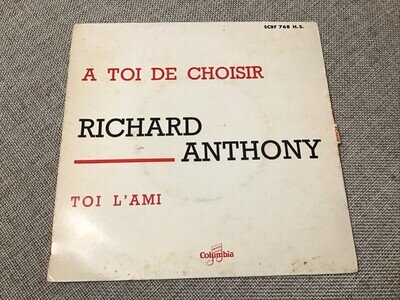 SCRF 768 H.S.
A TOI DE CHOISIR
RICHARD
ANTHONY
TOI L'AMI
Columbia